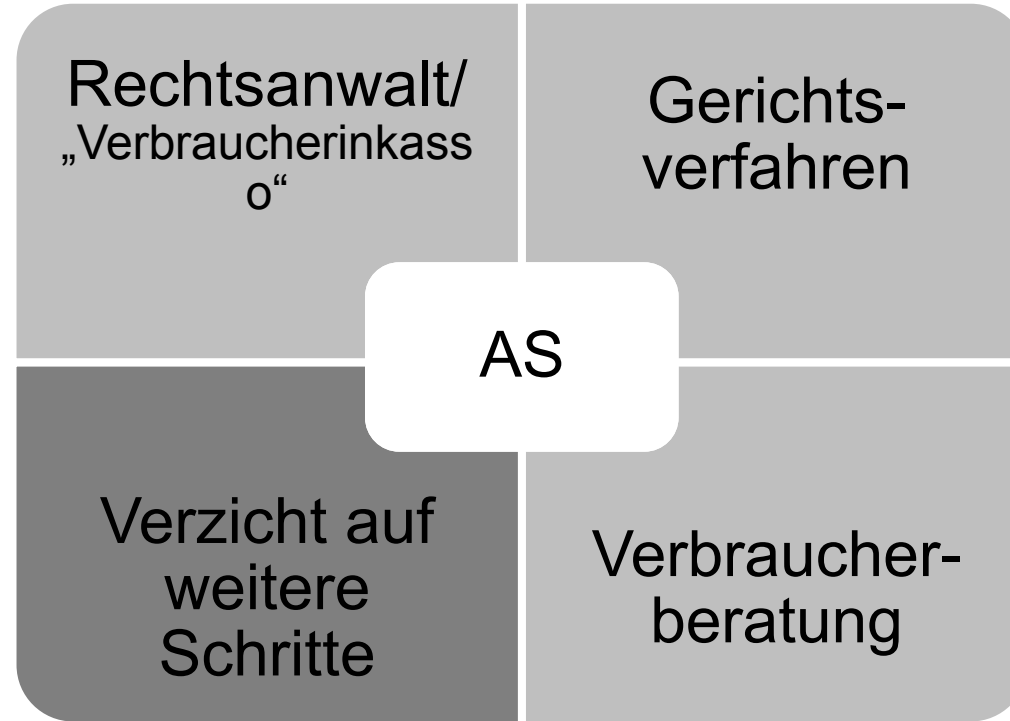 Rechtsanwalt/
„Verbraucherinkass
o“
Gerichts-
verfahren
AS
Verzicht auf
weitere
Schritte
Verbraucher-
beratung